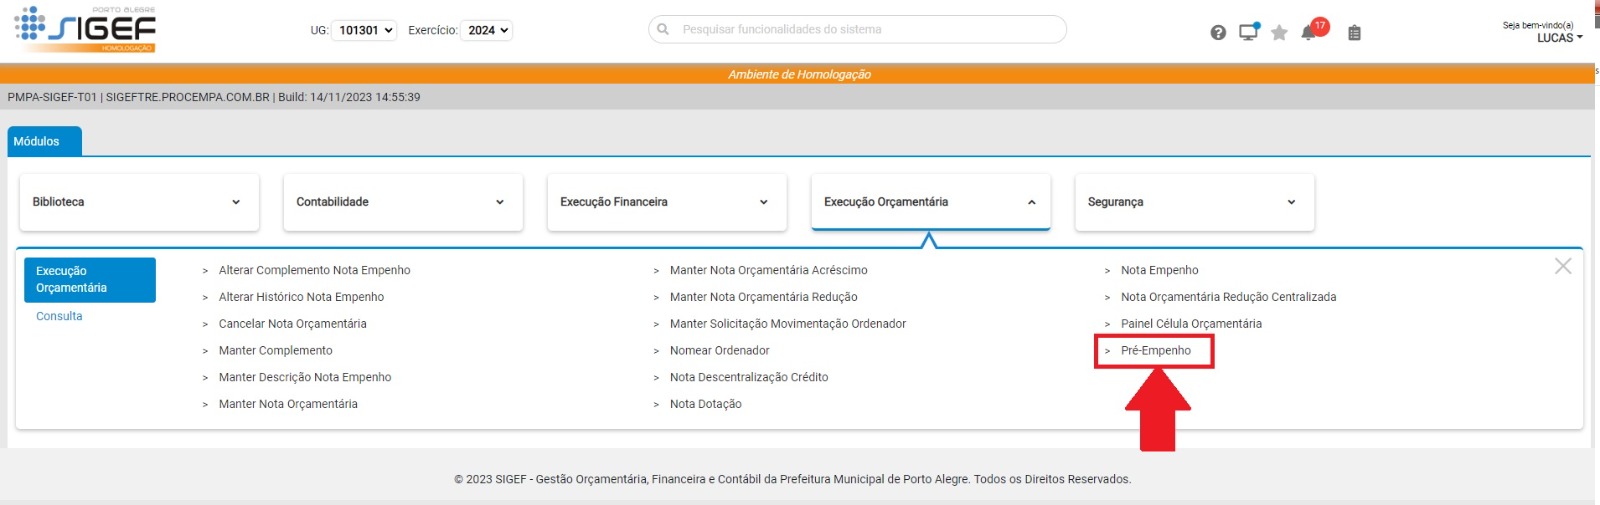 PORTO ALEGRE
SIGEF
HOMOLOGAÇÃO
UG: 101301 Exercício: 2024
Pesquisar funcionalidades do sistema
17
Seja bem-vindo(a)
LUCAS
Ambiente de Homologação
PMPA-SIGEF-T01 | SIGEFTRE.PROCEMPA.COM.BR | Build: 14/11/2023 14:55:39
Módulos
Biblioteca
Contabilidade
Execução Financeira
Execução Orçamentária
Segurança
Execução
Orçamentária
Consulta
> Alterar Complemento Nota Empenho
> Alterar Histórico Nota Empenho
> Cancelar Nota Orçamentária
> Manter Complemento
> Manter Descrição Nota Empenho
> Manter Nota Orçamentária
> Manter Nota Orçamentária Acréscimo
> Manter Nota Orçamentária Redução
> Manter Solicitação Movimentação Ordenador
> Nomear Ordenador
> Nota Descentralização Crédito
> Nota Dotação
> Nota Empenho
> Nota Orçamentária Redução Centralizada
> Painel Célula Orçamentária
> Pré-Empenho
© 2023 SIGEF - Gestão Orçamentária, Financeira e Contábil da Prefeitura Municipal de Porto Alegre. Todos os Direitos Reservados.